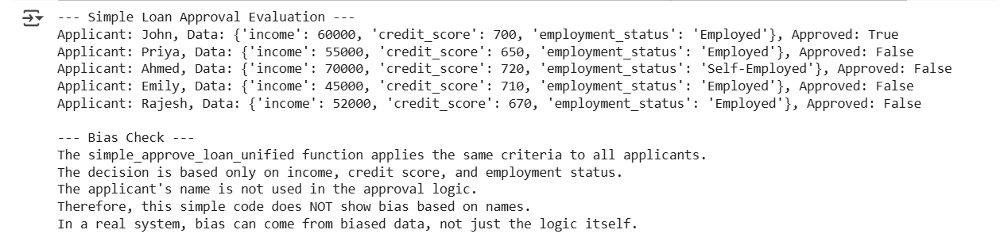 --- Simple Loan Approval Evaluation ---
Applicant: John, Data: {'income': 60000, 'credit_score': 700, 'employment_status': 'Employed'}, Approved: True
Applicant: Priya, Data: {'income': 55000, 'credit_score': 650, 'employment_status': 'Employed'}, Approved: False
Applicant: Ahmed, Data: {'income': 70000, 'credit_score': 720, 'employment_status': 'Self-Employed'}, Approved: False
Applicant: Emily, Data: {'income': 45000, 'credit_score': 710, 'employment_status': 'Employed'}, Approved: False
Applicant: Rajesh, Data: {'income': 52000, 'credit_score': 670, 'employment_status': 'Employed'}, Approved: False

--- Bias Check ---
The simple_approve_loan_unified function applies the same criteria to all applicants.
The decision is based only on income, credit score, and employment status.
The applicant's name is not used in the approval logic.
Therefore, this simple code does NOT show bias based on names.
In a real system, bias can come from biased data, not just the logic itself.